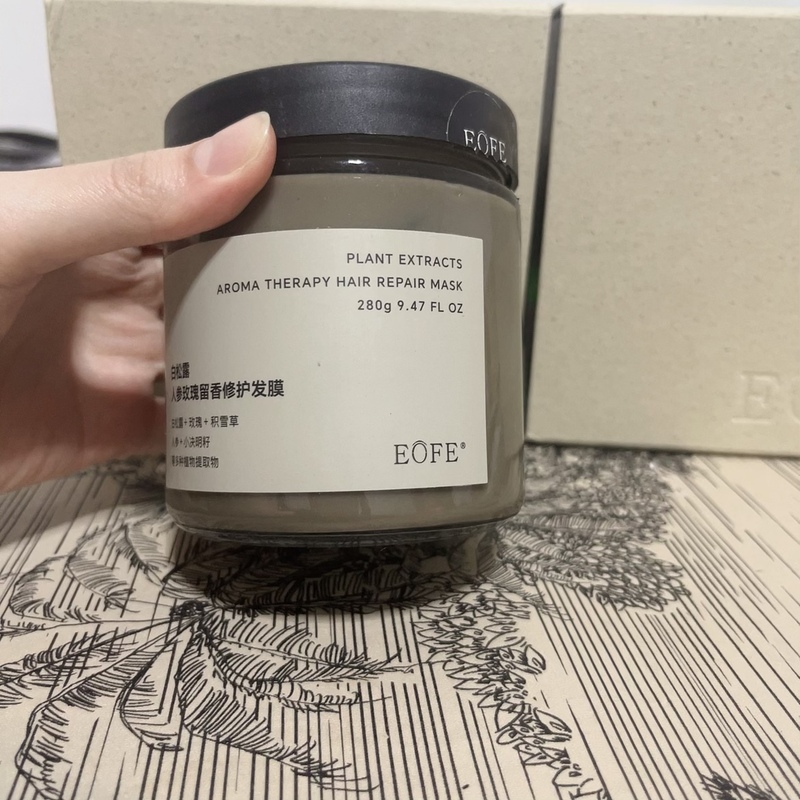 EÔFE
PLANT EXTRACTS
AROMA THERAPY HAIR REPAIR MASK
280g 9.47 FL OZ
白松露
人参玫瑰留香修护发膜
白松露+玫瑰+积雪草
人参+小决明籽
等多种植物提取物
EÔFE®